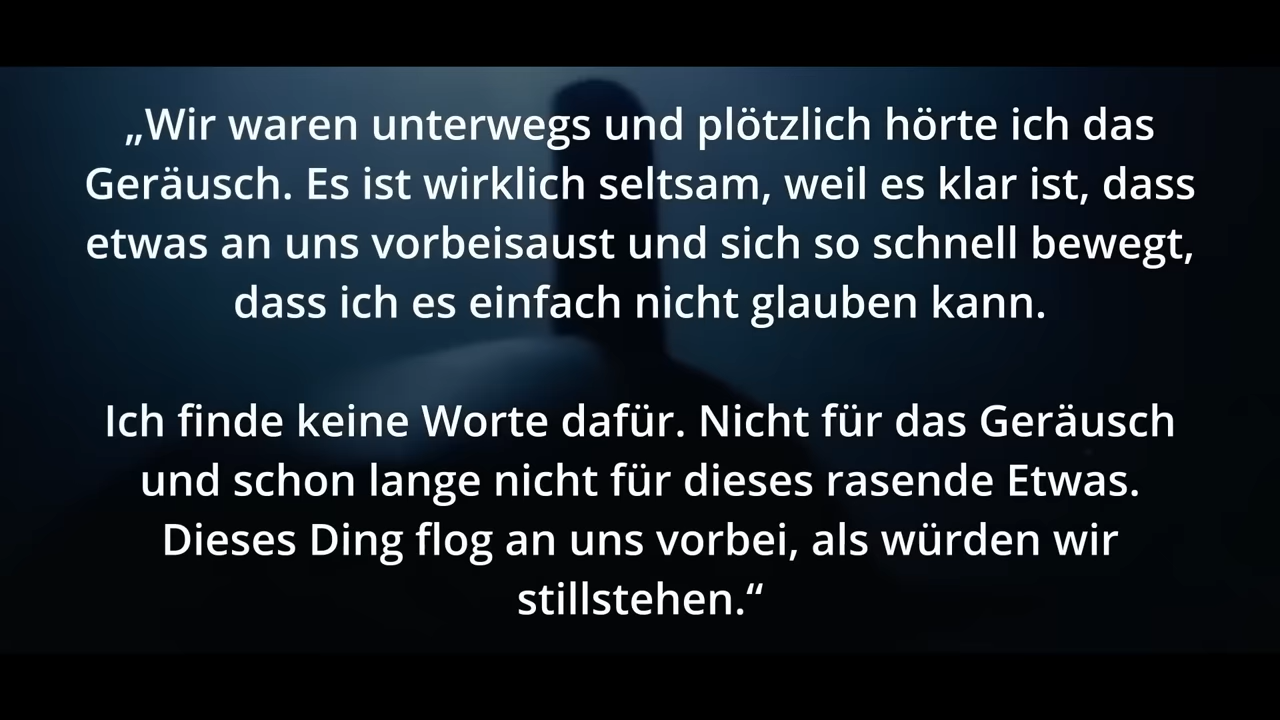 „Wir waren unterwegs und plötzlich hörte ich das
Geräusch. Es ist wirklich seltsam, weil es klar ist, dass
etwas an uns vorbeisaust und sich so schnell bewegt,
dass ich es einfach nicht glauben kann.
Ich finde keine Worte dafür. Nicht für das Geräusch
und schon lange nicht für dieses rasende Etwas.
Dieses Ding flog an uns vorbei, als würden wir
stillstehen.“